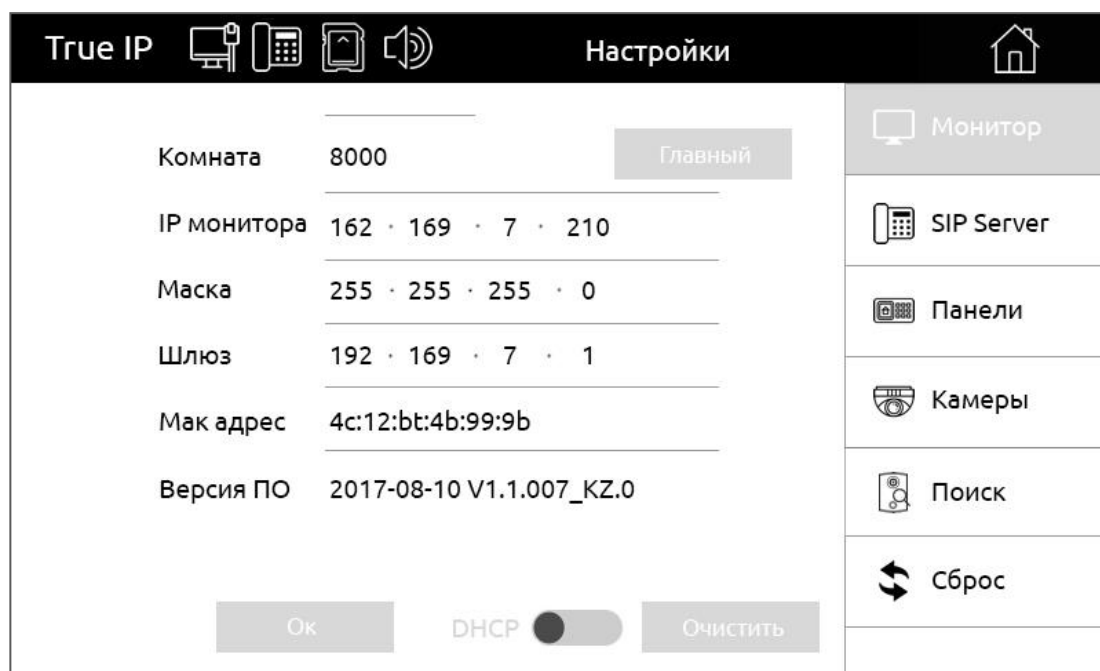 True IP Настройки
Монитор
Комната 8000 Главный
IP монитора 162 · 169 · 7 · 210
SIP Server
Маска 255 · 255 · 255 · 0
Панели
Шлюз 192 · 169 · 7 · 1
Камеры
Мак адрес 4c:12:bt:4b:99:9b
Версия ПО 2017-08-10 V1.1.007_KZ.0
Поиск
Сброс
Ок DHCP Очистить